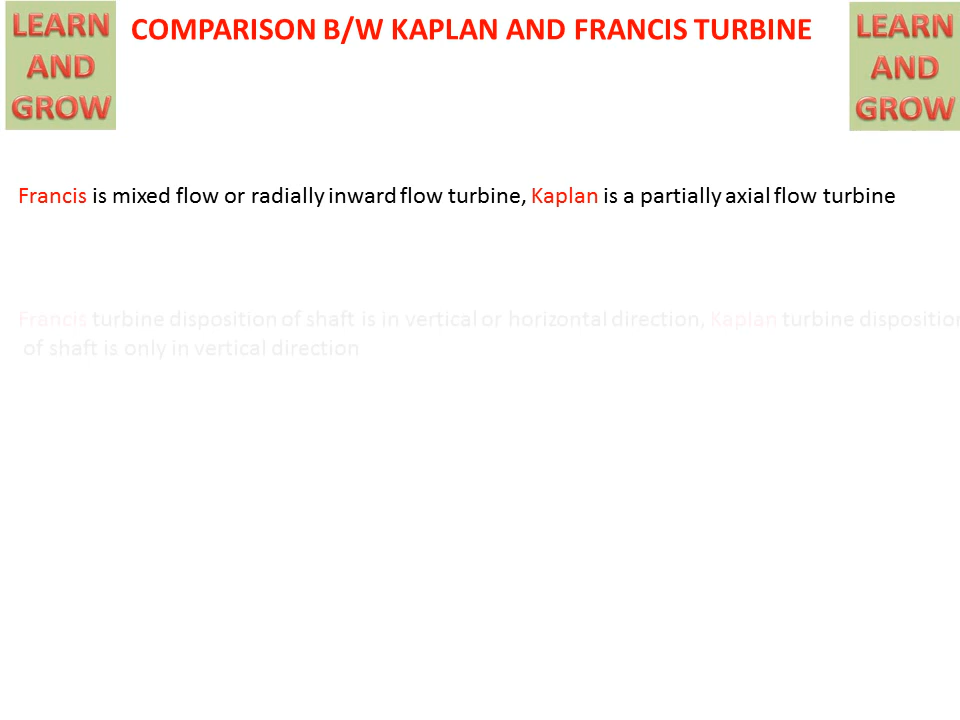 LEARN
AND
GROW
COMPARISON B/W KAPLAN AND FRANCIS TURBINE
LEARN
AND
GROW
Francis is mixed flow or radially inward flow turbine, Kaplan is a partially axial flow turbine
Francis turbine disposition of shaft is in vertical or horizontal direction, Kaplan turbine disposition
of shaft is only in vertical direction